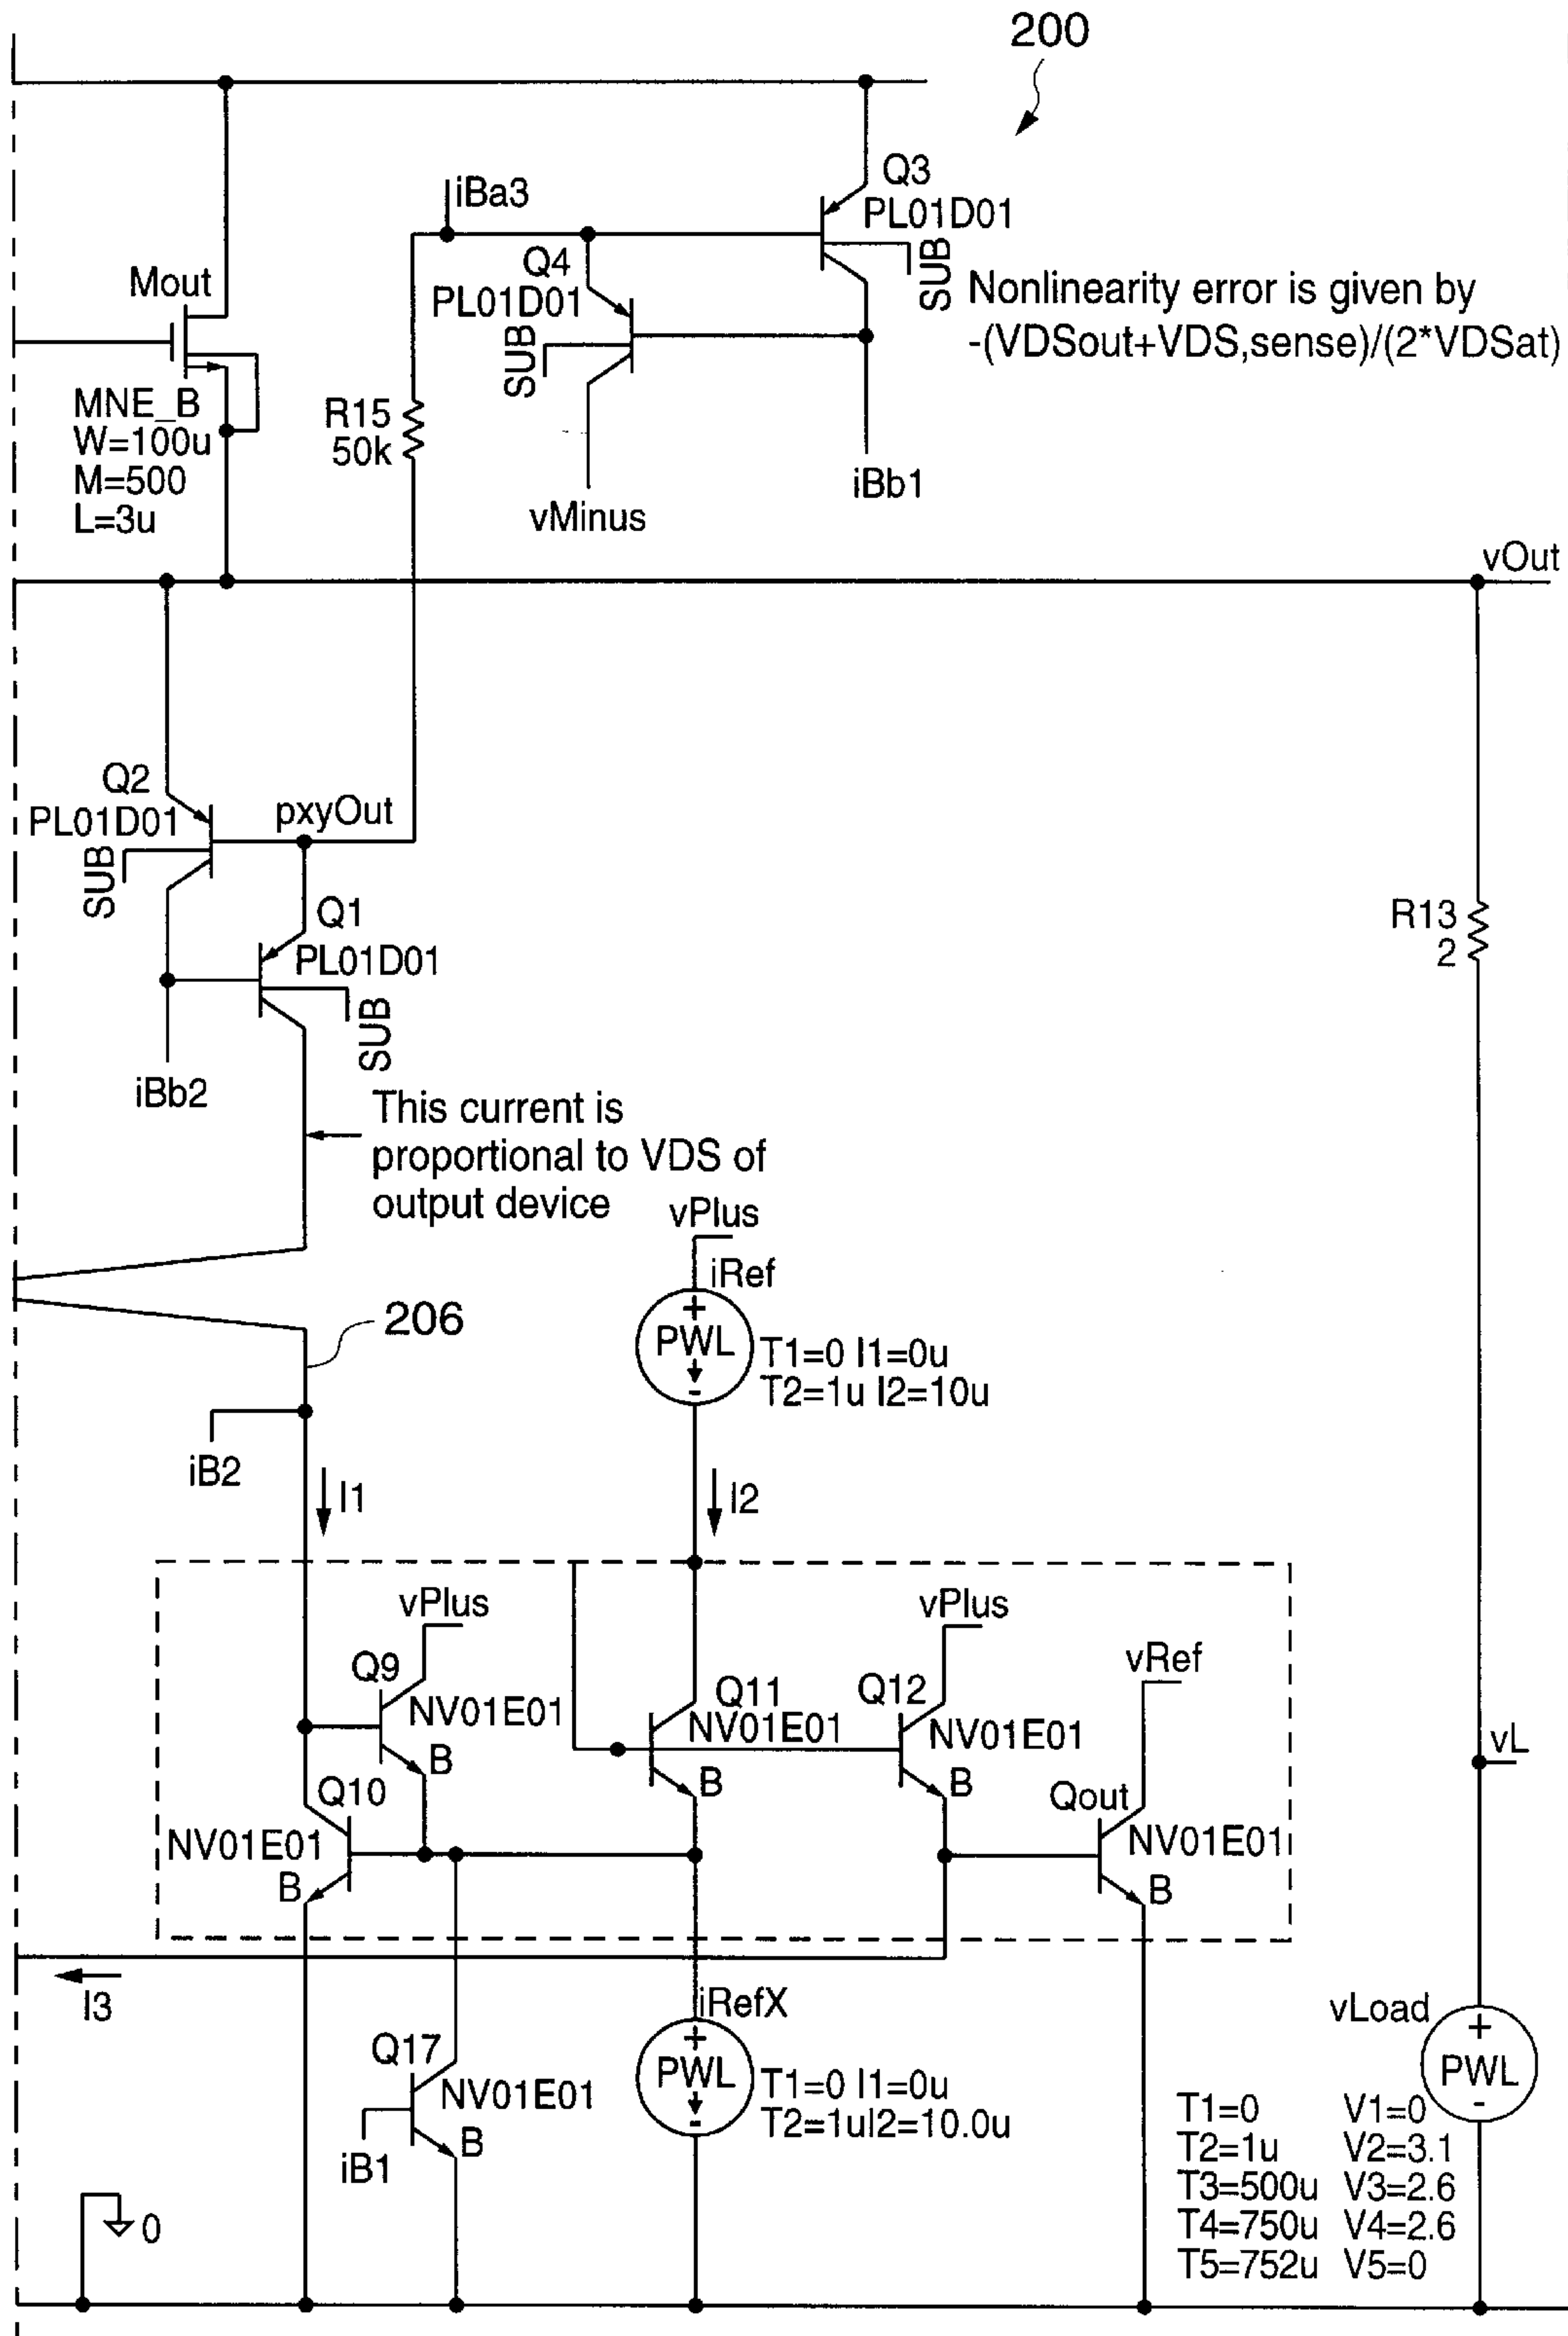 200
Q3
PL01D01
SUB
iBa3
Q4
PL01D01
SUB
Nonlinearity error is given by
-(VDSout+VDS,sense)/(2*VDSat)
Mout
MNE_B
W=100u
M=500
L=3u
R15
50k
vMinus
iBb1
vOut
Q2
PL01D01
SUB
pxyOut
Q1
PL01D01
SUB
iBb2
R13
2
This current is
proportional to VDS of
output device
vPlus
iRef
+
PWL
-
T1=0 I1=0u
T2=1u I2=10u
206
iB2
I1
I2
vPlus
Q9
NV01E01
B
Q10
NV01E01
B
Q11
NV01E01
B
vPlus
Q12
NV01E01
B
vRef
Qout
NV01E01
B
vL
I3
Q17
NV01E01
B
iB1
iRefX
+
PWL
-
T1=0 I1=0u
T2=1uI2=10.0u
vLoad
+
PWL
-
T1=0 V1=0
T2=1u V2=3.1
T3=500u V3=2.6
T4=750u V4=2.6
T5=752u V5=0
0